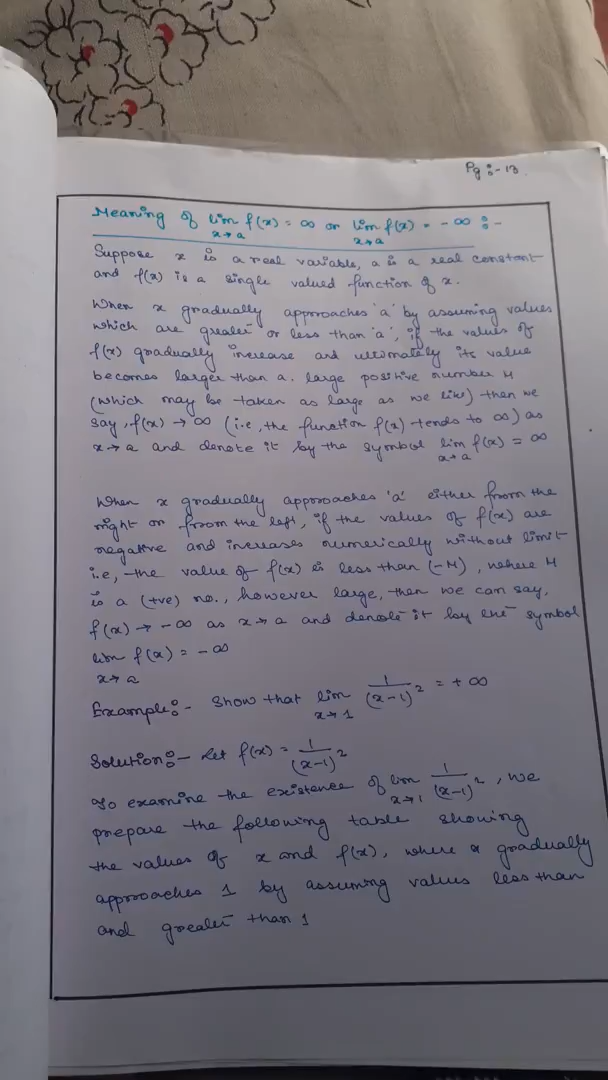 Pg :- 13.
Meaning of lim f(x) = ∞ or lim f(x) = - ∞ :-
x→a x→a
Suppose x is a real variable, a is a real constant
and f(x) is a single valued function of x.
When x gradually approaches 'a' by assuming values
which are greater or less than 'a', if the values of
f(x) gradually increase and ultimately its value
becomes larger than a. large positive number M
(which may be taken as large as we like) then we
say, f(x) → ∞ (i.e, the function f(x) tends to ∞) as
x→a and denote it by the symbol lim f(x) = ∞
x→a
When x gradually approaches 'a' either from the
right or from the left, if the values of f(x) are
negative and increases numerically without limit
i.e, the value of f(x) is less than (-M), where M
is a (+ve) no., however large, then we can say,
f(x) → -∞ as x→a and denote it by the symbol
lim f(x) = -∞
x→a
Example:- Show that lim 1/(x-1)² = + ∞
x→1
Solution:- Let f(x) = 1/(x-1)²
To examine the existence of lim 1/(x-1)², we
x→1
prepare the following table showing
the values of x and f(x), where x gradually
approaches 1 by assuming values less than
and greater than 1